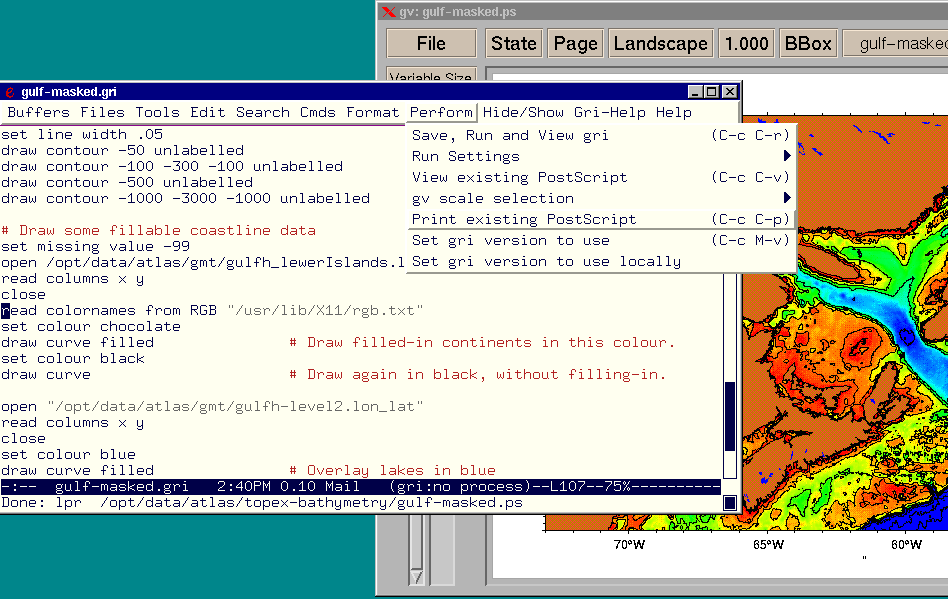 gv: gulf-masked.ps
File State Page Landscape 1.000 BBox gulf-masked
Variable Size
gulf-masked.gri
Buffers Files Tools Edit Search Cmds Format Perform Hide/Show Gri-Help Help
set line width .05
draw contour -50 unlabelled
draw contour -100 -300 -100 unlabelled
draw contour -500 unlabelled
draw contour -1000 -3000 -1000 unlabelled
# Draw some fillable coastline data
set missing value -99
open /opt/data/atlas/gmt/gulfh_lewerIslands.l
read columns x y
close
read colornames from RGB "/usr/lib/X11/rgb.txt"
set colour chocolate
draw curve filled # Draw filled-in continents in this colour.
set colour black
draw curve # Draw again in black, without filling-in.
open "/opt/data/atlas/gmt/gulfh-level2.lon_lat"
read columns x y
close
set colour blue
draw curve filled # Overlay lakes in blue
-:-- gulf-masked.gri 2:40PM 0.10 Mail (gri:no process)--L107--75%----------
Done: lpr /opt/data/atlas/topex-bathymetry/gulf-masked.ps
Save, Run and View gri (C-c C-r)
Run Settings
View existing PostScript (C-c C-v)
gv scale selection
Print existing PostScript (C-c C-p)
Set gri version to use (C-c M-v)
Set gri version to use locally
70°W 65°W 60°W